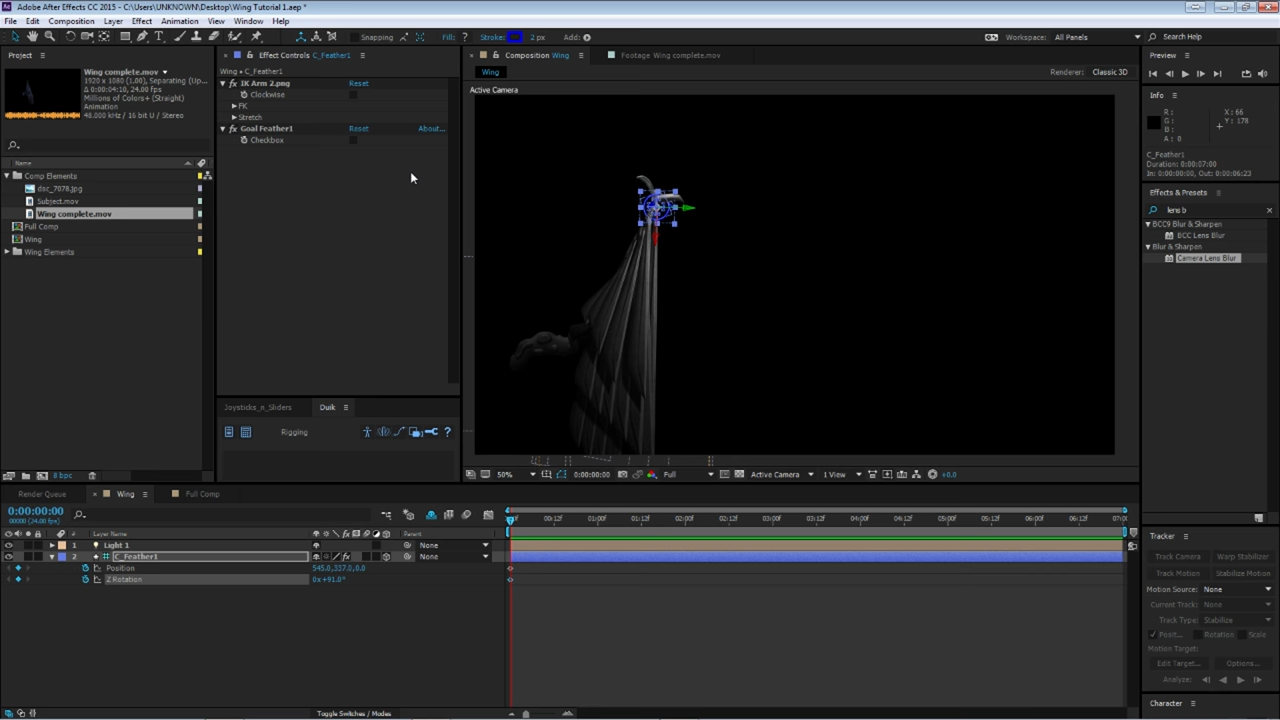 Adobe After Effects CC 2015 - C:\Users\UNKNOWN\Desktop\Wing Tutorial 1.aep *
File Edit Composition Layer Effect Animation View Window Help
Snapping Fill: ? Stroke: 2 px Add: Workspace: All Panels Search Help
Project
Wing complete.mov
1920 x 1080 (1.00), Separating (Up...
Δ 0:00:04:10, 24.00 fps
Millions of Colors+ (Straight)
Animation
48.000 kHz / 16 bit U / Stereo
Name
Comp Elements
dsc_7078.jpg
Subject.mov
Wing complete.mov
Full Comp
Wing
Wing Elements
8 bpc
Effect Controls C_Feather1
Wing • C_Feather1
fx IK Arm 2.png Reset
Clockwise
FK
Stretch
fx Goal Feather1 Reset About...
Checkbox
Joysticks_n_Sliders Duik
Rigging ?
Composition Wing Footage Wing complete.mov
Wing Renderer: Classic 3D
Active Camera
50% 0:00:00:00 Full Active Camera 1 View +0.0
Preview
Info
R: X: 66
G: Y: 178
B:
A: 0
C_Feather1
Duration: 0:00:07:00
In: 0:00:00:00, Out: 0:00:06:23
Effects & Presets
lens b
BCC9 Blur & Sharpen
BCC Lens Blur
Blur & Sharpen
Camera Lens Blur
Tracker
Track Camera Warp Stabilizer
Track Motion Stabilize Motion
Motion Source: None
Current Track: None
Track Type: Stabilize
Positi... Rotation Scale
Motion Target:
Edit Target... Options...
Analyze:
Character
Render Queue Wing Full Comp
0:00:00:00
00000 (24.00 fps)
# Layer Name Parent
00:12f 01:00f 01:12f 02:00f 02:12f 03:00f 03:12f 04:00f 04:12f 05:00f 05:12f 06:00f 06:12f
1 Light 1 None
2 C_Feather1 None
Position 545.0,337.0,0.0
Z Rotation 0x+91.0°
Toggle Switches / Modes